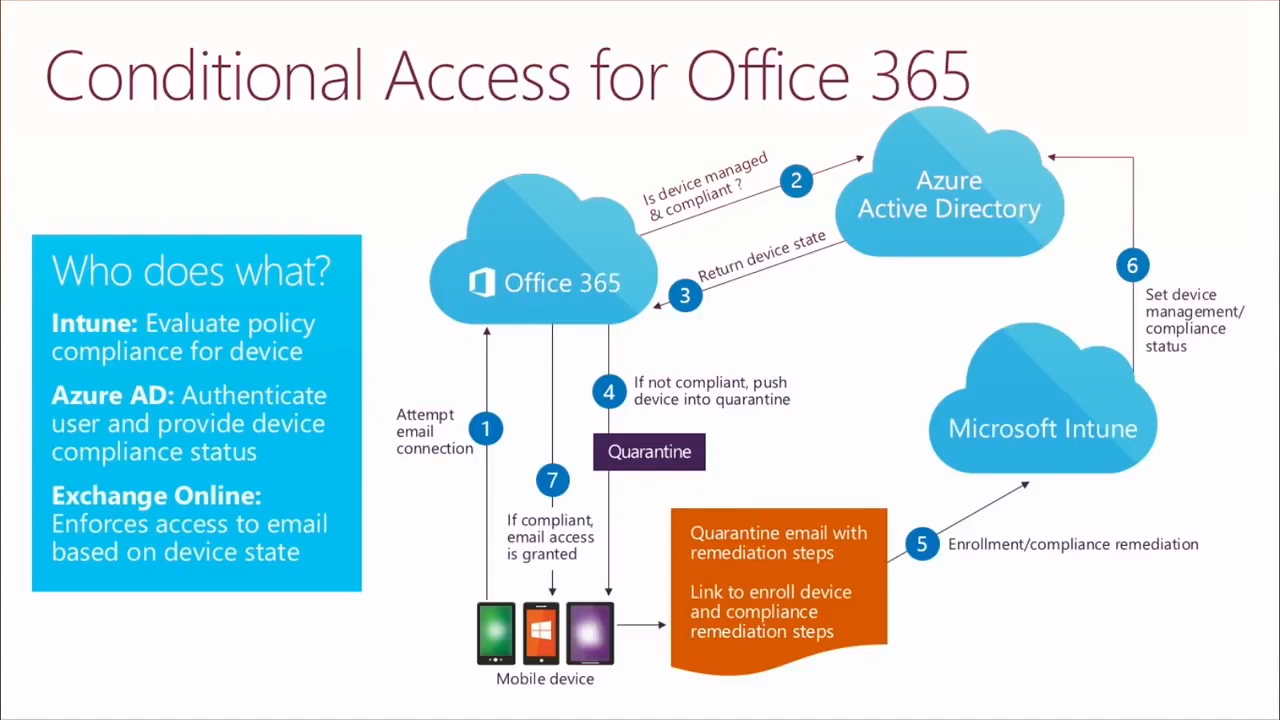 Conditional Access for Office 365
Who does what?
Intune: Evaluate policy
compliance for device
Azure AD: Authenticate
user and provide device
compliance status
Exchange Online:
Enforces access to email
based on device state
Office 365
Azure
Active Directory
Microsoft Intune
1
Attempt
email
connection
2
Is device managed
& compliant ?
3
Return device state
4
If not compliant, push
device into quarantine
Quarantine
7
If compliant,
email access
is granted
Mobile device
Quarantine email with
remediation steps
Link to enroll device
and compliance
remediation steps
5
Enrollment/compliance remediation
6
Set device
management/
compliance
status